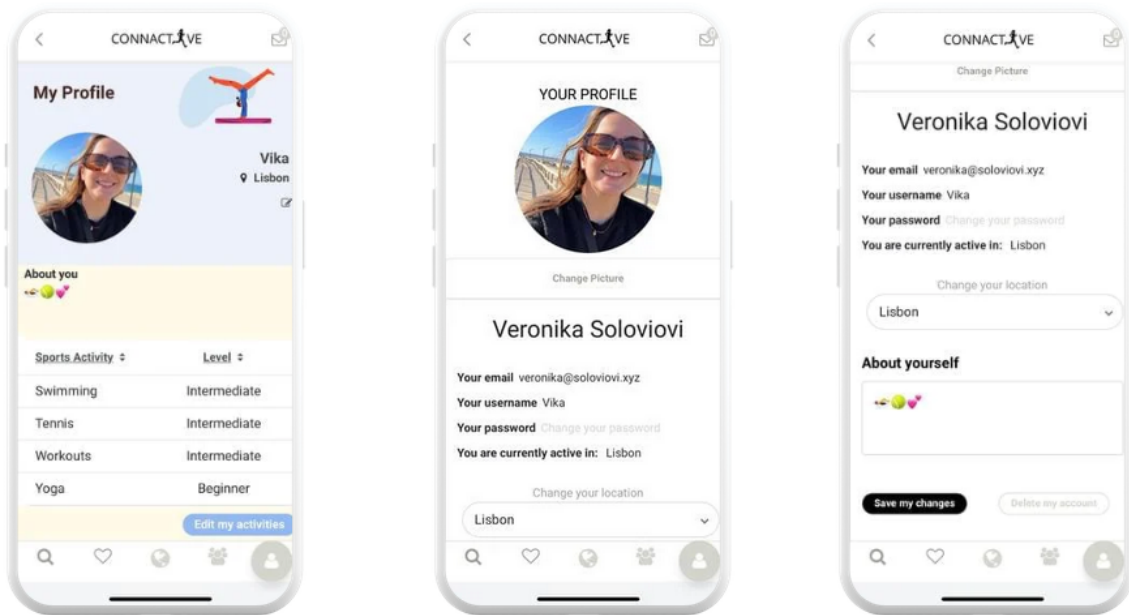 CONNACTIVE
0
My Profile
Vika
Lisbon
About you
🏊🎾💕
Sports Activity Level
Swimming Intermediate
Tennis Intermediate
Workouts Intermediate
Yoga Beginner
Edit my activities
CONNACTIVE
0
YOUR PROFILE
Change Picture
Veronika Soloviovi
Your email veronika@soloviovi.xyz
Your username Vika
Your password Change your password
You are currently active in: Lisbon
Change your location
Lisbon
CONNACTIVE
0
Change Picture
Veronika Soloviovi
Your email veronika@soloviovi.xyz
Your username Vika
Your password Change your password
You are currently active in: Lisbon
Change your location
Lisbon
About yourself
🏊🎾💕
Save my changes Delete my account